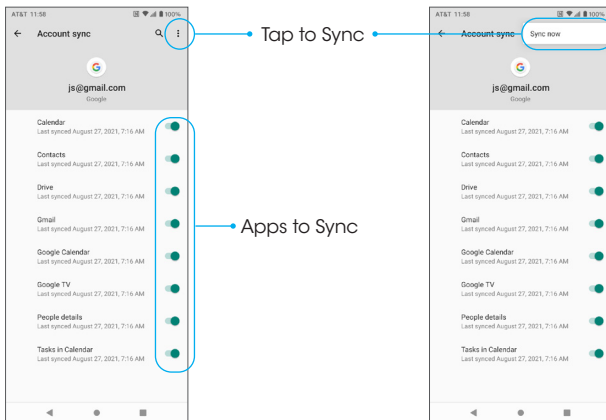 AT&T 11:58 100%
Account sync
G
js@gmail.com
Google
Calendar
Last synced August 27, 2021, 7:16 AM
Contacts
Last synced August 27, 2021, 7:16 AM
Drive
Last synced August 27, 2021, 7:16 AM
Gmail
Last synced August 27, 2021, 7:16 AM
Google Calendar
Last synced August 27, 2021, 7:16 AM
Google TV
Last synced August 27, 2021, 7:16 AM
People details
Last synced August 27, 2021, 7:16 AM
Tasks in Calendar
Last synced August 27, 2021, 7:16 AM
Tap to Sync
Apps to Sync
AT&T 11:58 100%
Account sync
Sync now
G
js@gmail.com
Google
Calendar
Last synced August 27, 2021, 7:16 AM
Contacts
Last synced August 27, 2021, 7:16 AM
Drive
Last synced August 27, 2021, 7:16 AM
Gmail
Last synced August 27, 2021, 7:16 AM
Google Calendar
Last synced August 27, 2021, 7:16 AM
Google TV
Last synced August 27, 2021, 7:16 AM
People details
Last synced August 27, 2021, 7:16 AM
Tasks in Calendar
Last synced August 27, 2021, 7:16 AM